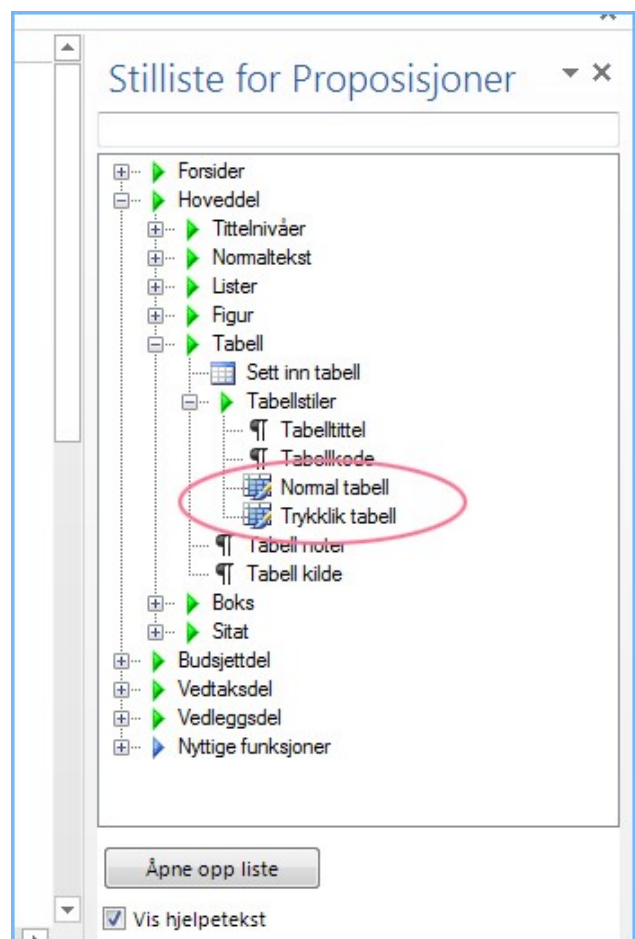 Stilliste for Proposisjoner
Forsider
Hoveddel
Tittelnivåer
Normaltekst
Lister
Figur
Tabell
Sett inn tabell
Tabellstiler
Tabelltittel
Tabellkode
Normal tabell
Trykklik tabell
Tabell noter
Tabell kilde
Boks
Sitat
Budsjettdel
Vedtaksdel
Vedleggsdel
Nyttige funksjoner
Åpne opp liste
Vis hjelpetekst